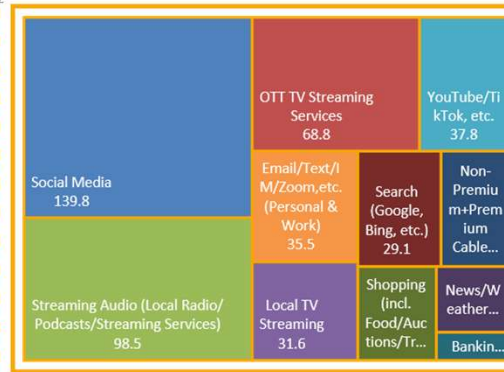 Social Media
139.8
Streaming Audio (Local Radio/
Podcasts/Streaming Services)
98.5
OTT TV Streaming
Services
68.8
YouTube/Ti
kTok, etc.
37.8
Email/Text/I
M/Zoom,etc.
(Personal &
Work)
35.5
Search
(Google,
Bing, etc.)
29.1
Non-
Premiu
m+Prem
ium
Cable...
Local TV
Streaming
31.6
Shopping
(incl.
Food/Auc
tions/Tr...
News/W
eather...
Bankin...